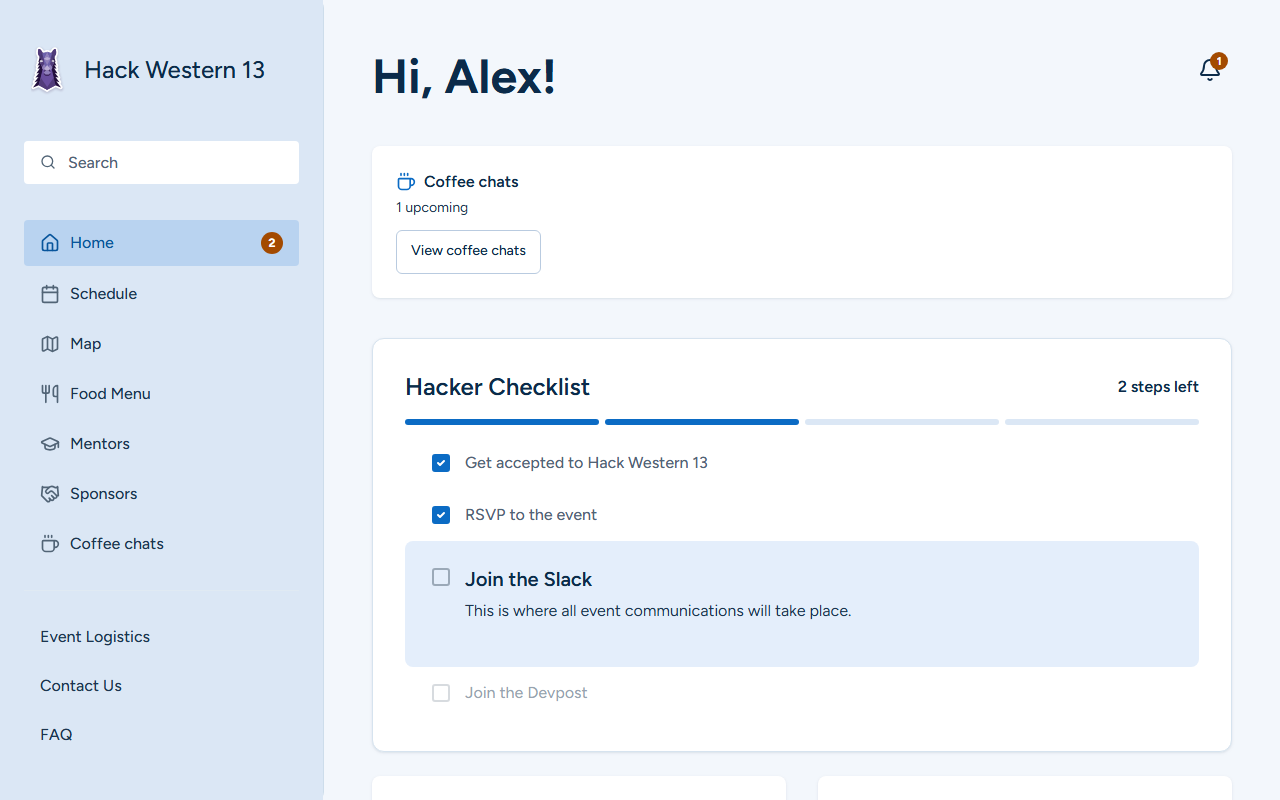 Hack Western 13
Search
Home 2
Schedule
Map
Food Menu
Mentors
Sponsors
Coffee chats
Event Logistics
Contact Us
FAQ
Hi, Alex!
1
Coffee chats
1 upcoming
View coffee chats
Hacker Checklist
2 steps left
Get accepted to Hack Western 13
RSVP to the event
Join the Slack
This is where all event communications will take place.
Join the Devpost